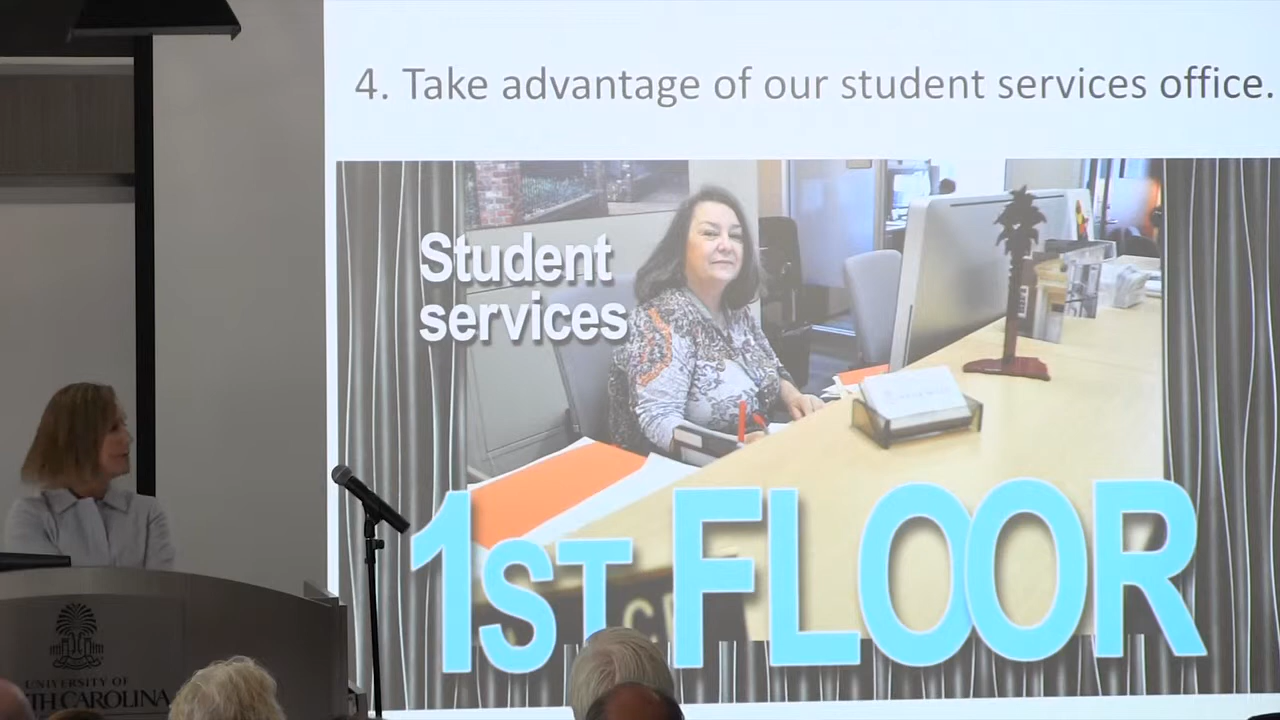 4. Take advantage of our student services office.
Student
services
1ST FLOOR
UNIVERSITY OF
TH CAROLINA